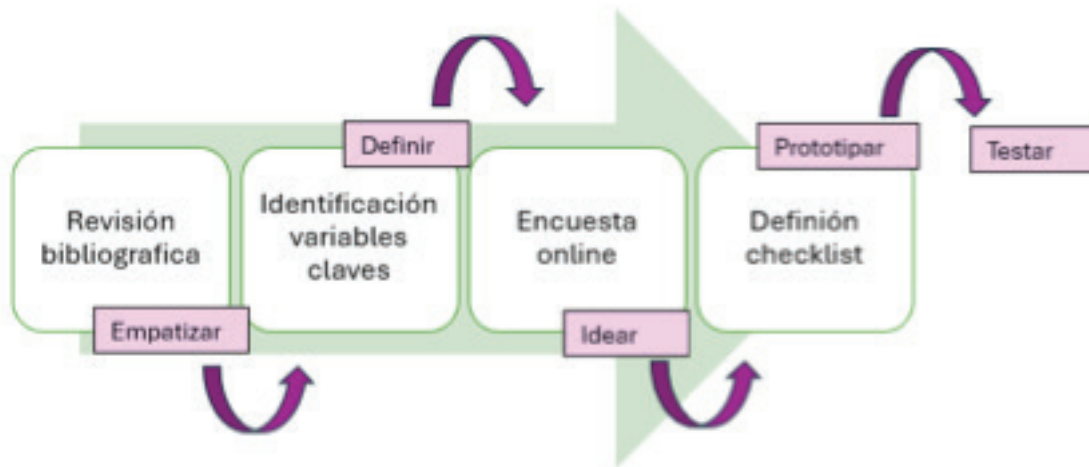 Definir
Prototipar
Testar
Revisión
bibliografica
Identificación
variables
claves
Encuesta
online
Definión
checklist
Empatizar
Idear